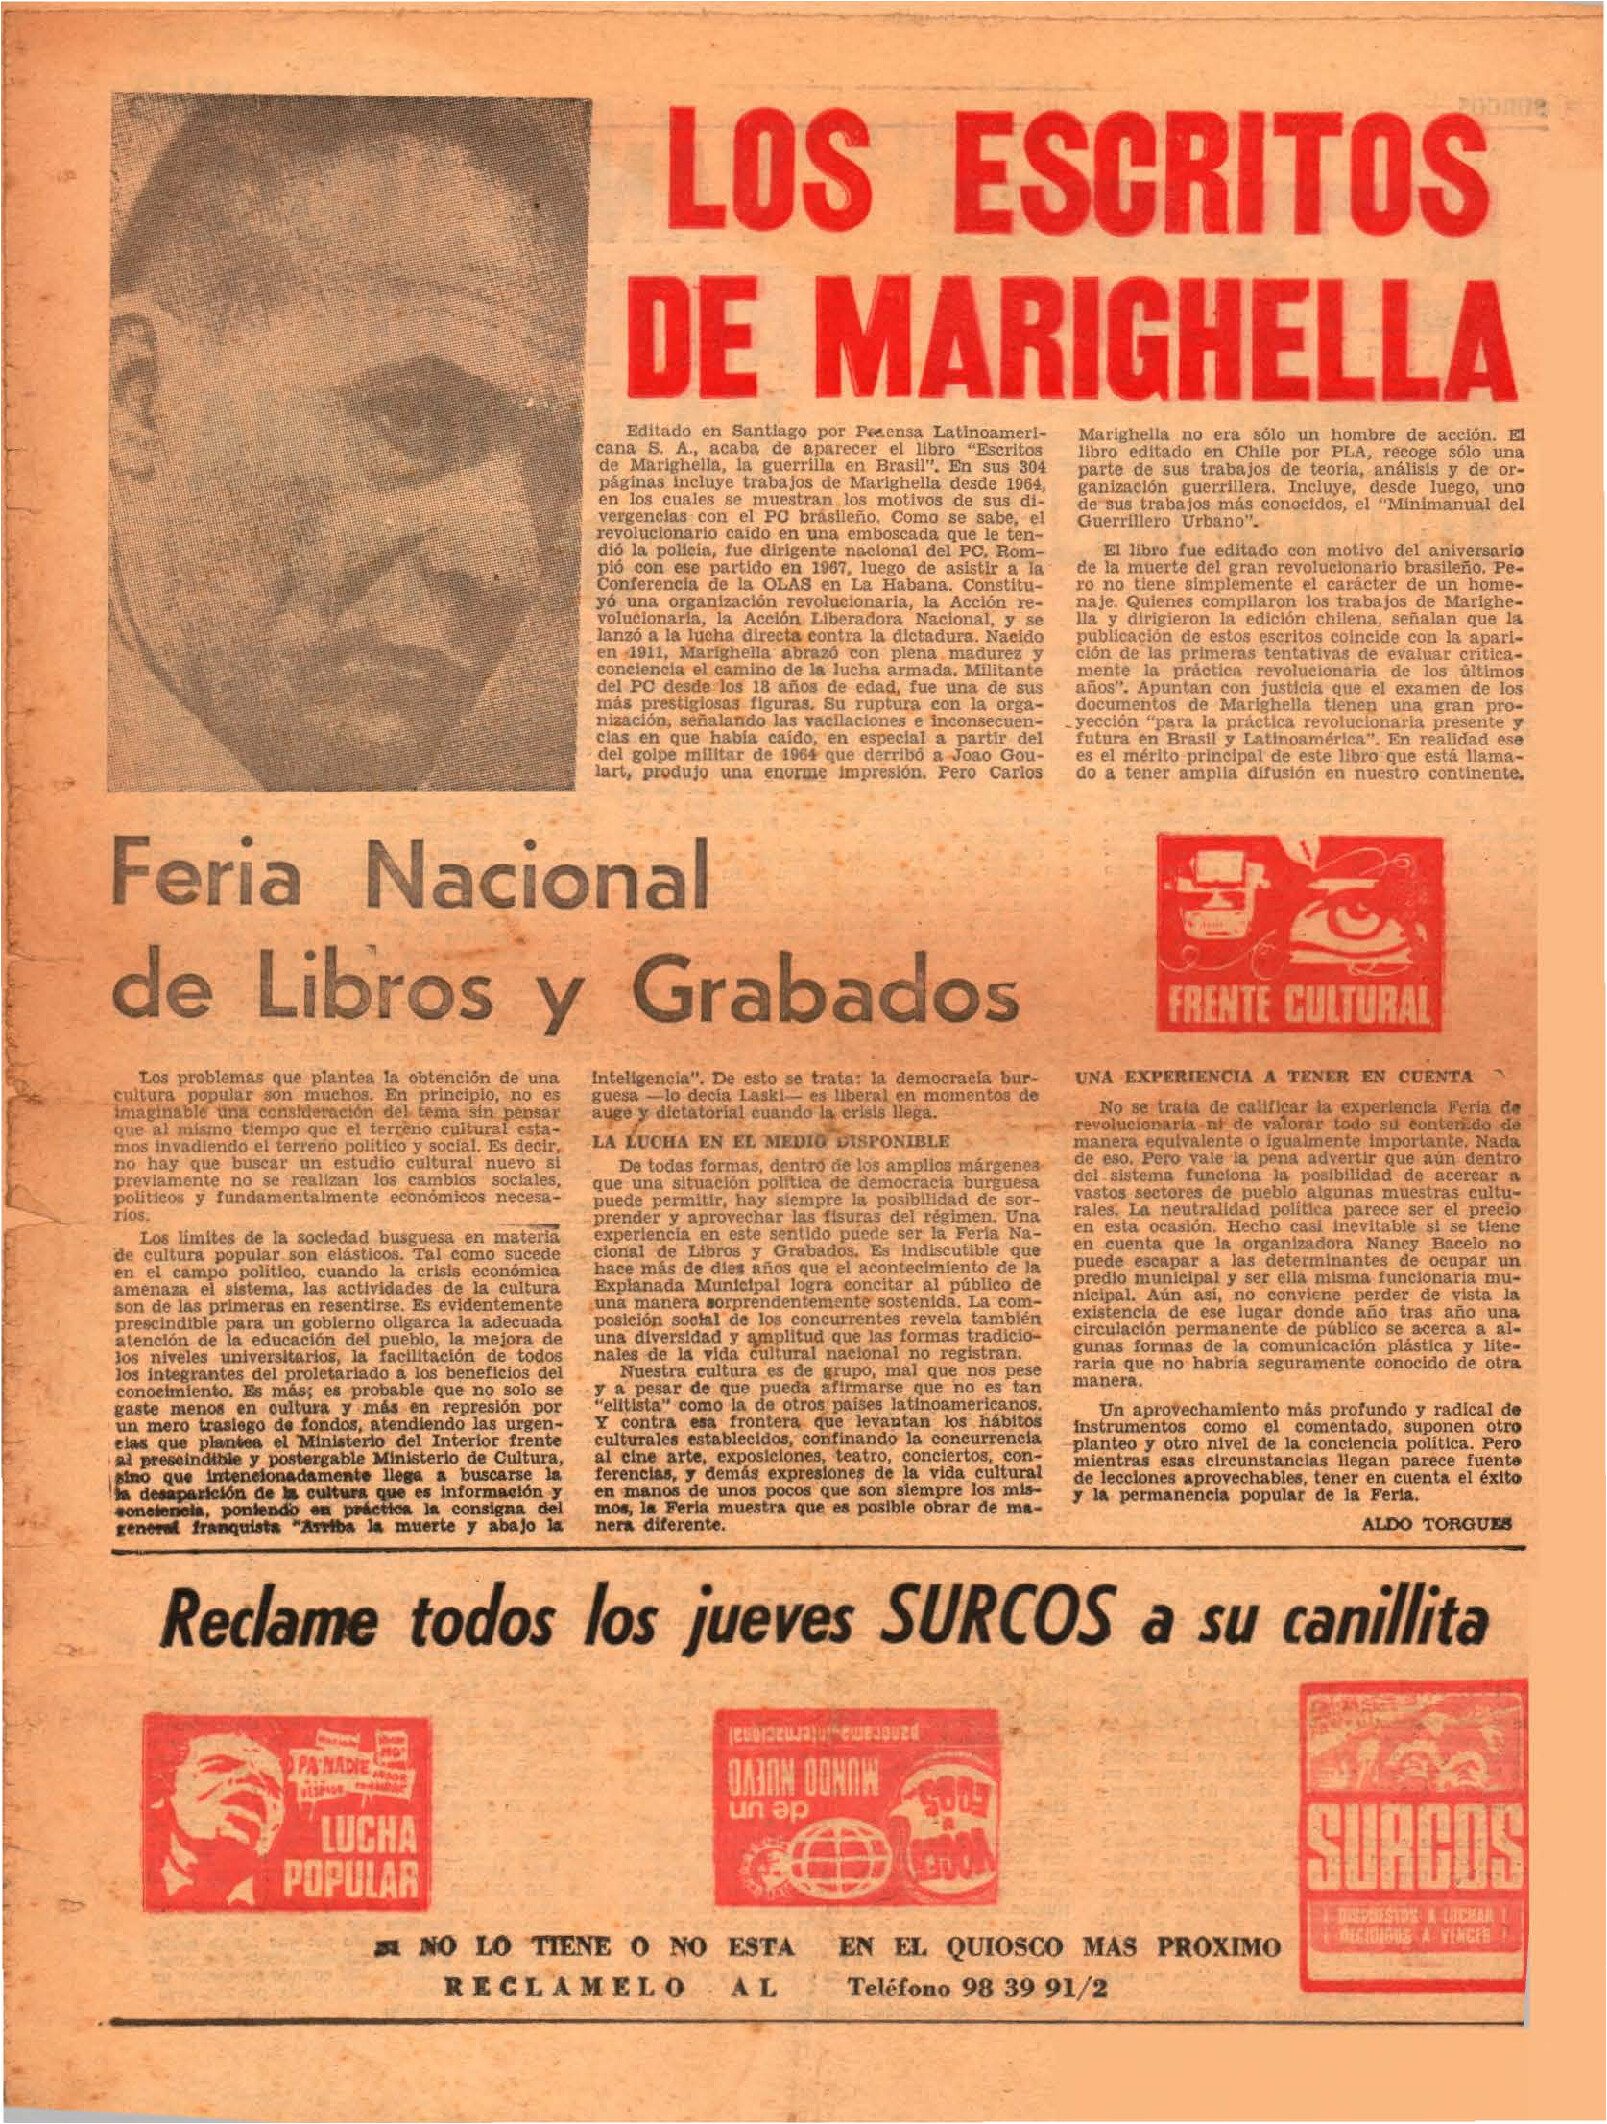 LOS ESCRITOS
DE MARIGHELLA
Editado en Santiago por Prensa Latinoameri-
cana S. A., acaba de aparecer el libro "Escritos
de Marighella, la guerrilla en Brasil". En sus 304
páginas incluye trabajos de Marighella desde 1964,
en los cuales se muestran los motivos de sus di-
vergencias con el PC brasileño. Como se sabe, el
revolucionario caído en una emboscada que le ten-
dió la policía, fue dirigente nacional del PC. Rom-
pió con ese partido en 1967, luego de asistir a la
Conferencia de la OLAS en La Habana. Constitu-
yó una organización revolucionaria, la Acción re-
volucionaria, la Acción Liberadora Nacional, y se
lanzó a la lucha directa contra la dictadura. Nacido
en 1911, Marighella abrazó con plena madurez y
conciencia el camino de la lucha armada. Militante
del PC desde los 18 años de edad, fue una de sus
más prestigiosas figuras. Su ruptura con la orga-
nización, señalando las vacilaciones e inconsecuen-
cias en que había caído, en especial a partir del
del golpe militar de 1964 que derribó a Joao Gou-
lart, produjo una enorme impresión. Pero Carlos
Marighella no era sólo un hombre de acción. El
libro editado en Chile por PLA, recoge sólo una
parte de sus trabajos de teoría, análisis y de or-
ganización guerrillera. Incluye, desde luego, uno
de sus trabajos más conocidos, el "Minimanual del
Guerrillero Urbano".
El libro fue editado con motivo del aniversario
de la muerte del gran revolucionario brasileño. Pe-
ro no tiene simplemente el carácter de un home-
naje. Quienes compilaron los trabajos de Marighe-
lla y dirigieron la edición chilena, señalan que la
publicación de estos escritos coincide con la apari-
ción de las primeras tentativas de evaluar crítica-
mente la práctica revolucionaria de los últimos
años". Apuntan con justicia que el examen de los
documentos de Marighella tienen una gran pro-
yección "para la práctica revolucionaria presente y
futura en Brasil y Latinoamérica". En realidad ese
es el mérito principal de este libro que está llama-
do a tener amplia difusión en nuestro continente.
Feria Nacional
de Libros y Grabados
FRENTE CULTURAL
Los problemas que plantea la obtención de una
cultura popular son muchos. En principio, no es
imaginable una consideración del tema sin pensar
que al mismo tiempo que el terreno cultural esta-
mos invadiendo el terreno político y social. Es decir,
no hay que buscar un estudio cultural nuevo si
previamente no se realizan los cambios sociales,
políticos y fundamentalmente económicos necesa-
rios.
Los límites de la sociedad busguesa en materia
de cultura popular son elásticos. Tal como sucede
en el campo político, cuando la crisis económica
amenaza el sistema, las actividades de la cultura
son de las primeras en resentirse. Es evidentemente
prescindible para un gobierno oligarca la adecuada
atención de la educación del pueblo, la mejora de
los niveles universitarios, la facilitación de todos
los integrantes del proletariado a los beneficios del
conocimiento. Es más; es probable que no solo se
gaste menos en cultura y más en represión por
un mero trasiego de fondos, atendiendo las urgen-
cias que plantea el Ministerio del Interior frente
al prescindible y postergable Ministerio de Cultura,
sino que intencionadamente llega a buscarse la
la desaparición de la cultura que es información y
conciencia, poniendo en práctica la consigna del
general franquista "Arriba la muerte y abajo la
inteligencia". De esto se trata: la democracia bur-
guesa —lo decía Laski— es liberal en momentos de
auge y dictatorial cuando la crisis llega.
LA LUCHA EN EL MEDIO DISPONIBLE
De todas formas, dentro de los amplios márgenes
que una situación política de democracia burguesa
puede permitir, hay siempre la posibilidad de sor-
prender y aprovechar las fisuras del régimen. Una
experiencia en este sentido puede ser la Feria Na-
cional de Libros y Grabados. Es indiscutible que
hace más de dies años que el acontecimiento de la
Explanada Municipal logra concitar al público de
una manera sorprendentemente sostenida. La com-
posición social de los concurrentes revela también
una diversidad y amplitud que las formas tradicio-
nales de la vida cultural nacional no registran.
Nuestra cultura es de grupo, mal que nos pese
y a pesar de que pueda afirmarse que no es tan
"elitista" como la de otros países latinoamericanos.
Y contra esa frontera que levantan los hábitos
culturales establecidos, confinando la concurrencia
al cine arte, exposiciones, teatro, conciertos, con-
ferencias, y demás expresiones de la vida cultural
en manos de unos pocos que son siempre los mis-
mos, la Feria muestra que es posible obrar de ma-
nera diferente.
UNA EXPERIENCIA A TENER EN CUENTA
No se trata de calificar la experiencia Feria de
revolucionaria ni de valorar todo su contenido de
manera equivalente o igualmente importante. Nada
de eso. Pero vale la pena advertir que aún dentro
del sistema funciona la posibilidad de acercar a
vastos sectores de pueblo algunas muestras cultu-
rales. La neutralidad política parece ser el precio
en esta ocasión. Hecho casi inevitable si se tiene
en cuenta que la organizadora Nancy Bacelo no
puede escapar a las determinantes de ocupar un
predio municipal y ser ella misma funcionaria mu-
nicipal. Aún así, no conviene perder de vista la
existencia de ese lugar donde año tras año una
circulación permanente de público se acerca a al-
gunas formas de la comunicación plástica y lite-
raria que no habría seguramente conocido de otra
manera.
Un aprovechamiento más profundo y radical de
instrumentos como el comentado, suponen otro
planteo y otro nivel de la conciencia política. Pero
mientras esas circunstancias llegan parece fuente
de lecciones aprovechables, tener en cuenta el éxito
y la permanencia popular de la Feria.
ALDO TORGUES
Reclame todos los jueves SURCOS a su canillita
PA'NADIE
LUCHA
POPULAR
panorama internacional
de un
MUNDO NUEVO
SURCOS
¡ DISPUESTOS A LUCHAR !
¡ DECIDIDOS A VENCER !
SI NO LO TIENE O NO ESTA EN EL QUIOSCO MAS PROXIMO
RECLAMELO AL Teléfono 98 39 91/2